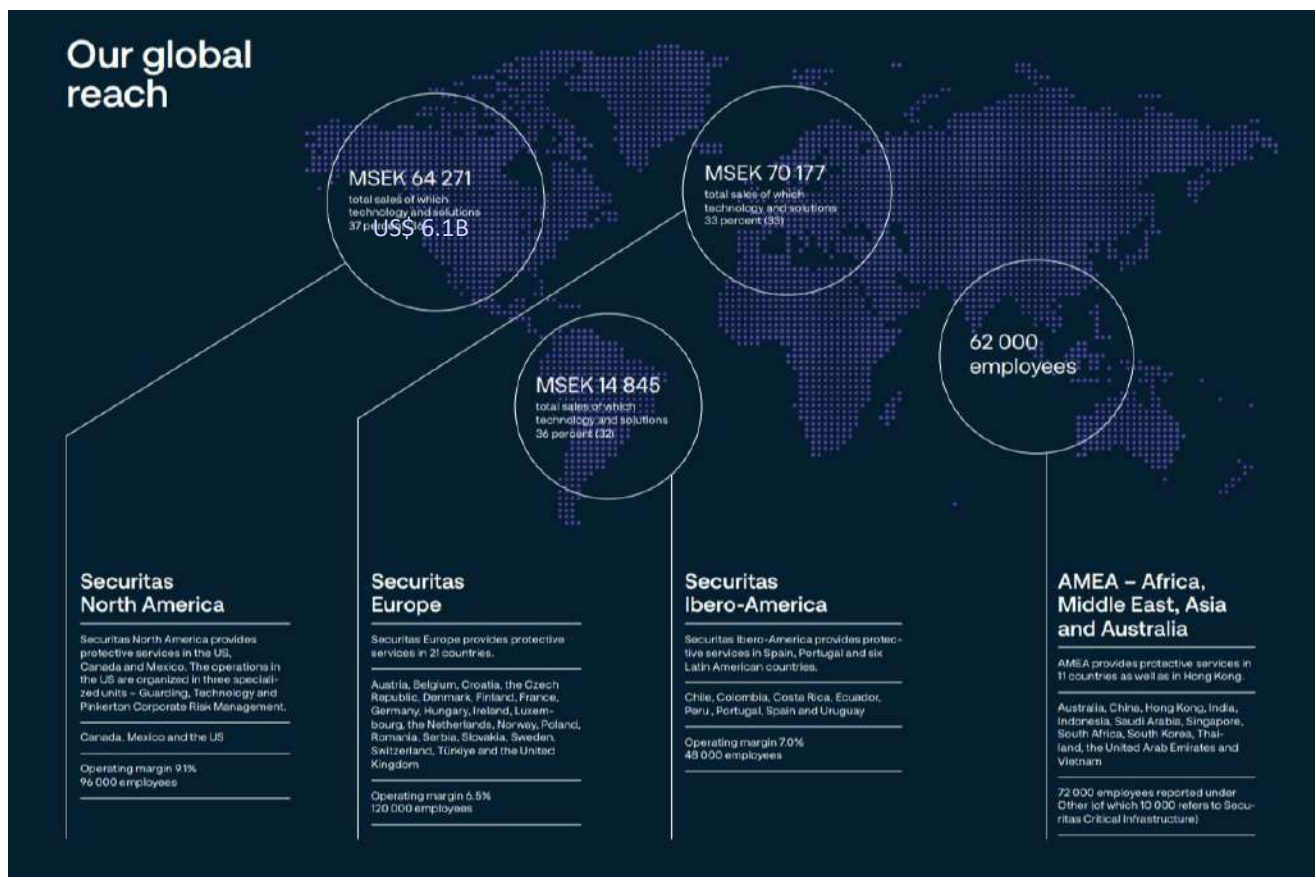 Our global
reach
MSEK 64 271
total sales of which
technology and solutions
37 percent (36)
US$ 6.1B
MSEK 70 177
total sales of which
technology and solutions
33 percent (33)
MSEK 14 845
total sales of which
technology and solutions
36 percent (32)
62 000
employees
Securitas
North America
Securitas North America provides
protective services in the US,
Canada and Mexico. The operations in
the US are organized in three speciali-
zed units – Guarding, Technology and
Pinkerton Corporate Risk Management.
Canada, Mexico and the US
Operating margin 9.1%
96 000 employees
Securitas
Europe
Securitas Europe provides protective
services in 21 countries.
Austria, Belgium, Croatia, the Czech
Republic, Denmark, Finland, France,
Germany, Hungary, Ireland, Luxem-
bourg, the Netherlands, Norway, Poland,
Romania, Serbia, Slovakia, Sweden,
Switzerland, Türkiye and the United
Kingdom
Operating margin 6.5%
120 000 employees
Securitas
Ibero-America
Securitas Ibero-America provides protec-
tive services in Spain, Portugal and six
Latin American countries.
Chile, Colombia, Costa Rica, Ecuador,
Peru, Portugal, Spain and Uruguay
Operating margin 7.0%
48 000 employees
AMEA – Africa,
Middle East, Asia
and Australia
AMEA provides protective services in
11 countries as well as in Hong Kong.
Australia, China, Hong Kong, India,
Indonesia, Saudi Arabia, Singapore,
South Africa, South Korea, Thai-
land, the United Arab Emirates and
Vietnam
72 000 employees reported under
Other (of which 10 000 refers to Secu-
ritas Critical Infrastructure)